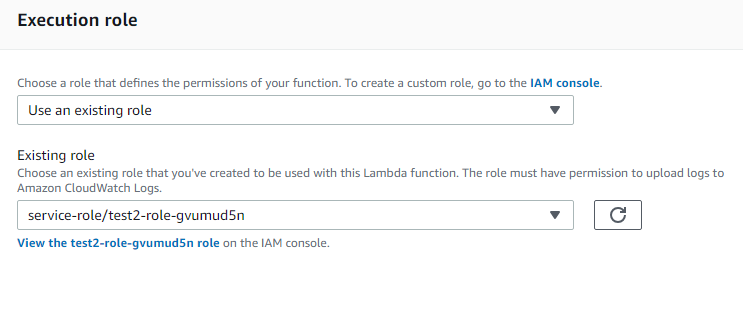 Execution role
Choose a role that defines the permissions of your function. To create a custom role, go to the IAM console.
Use an existing role
Existing role
Choose an existing role that you've created to be used with this Lambda function. The role must have permission to upload logs to
Amazon CloudWatch Logs.
service-role/test2-role-gvumud5n
View the test2-role-gvumud5n role on the IAM console.